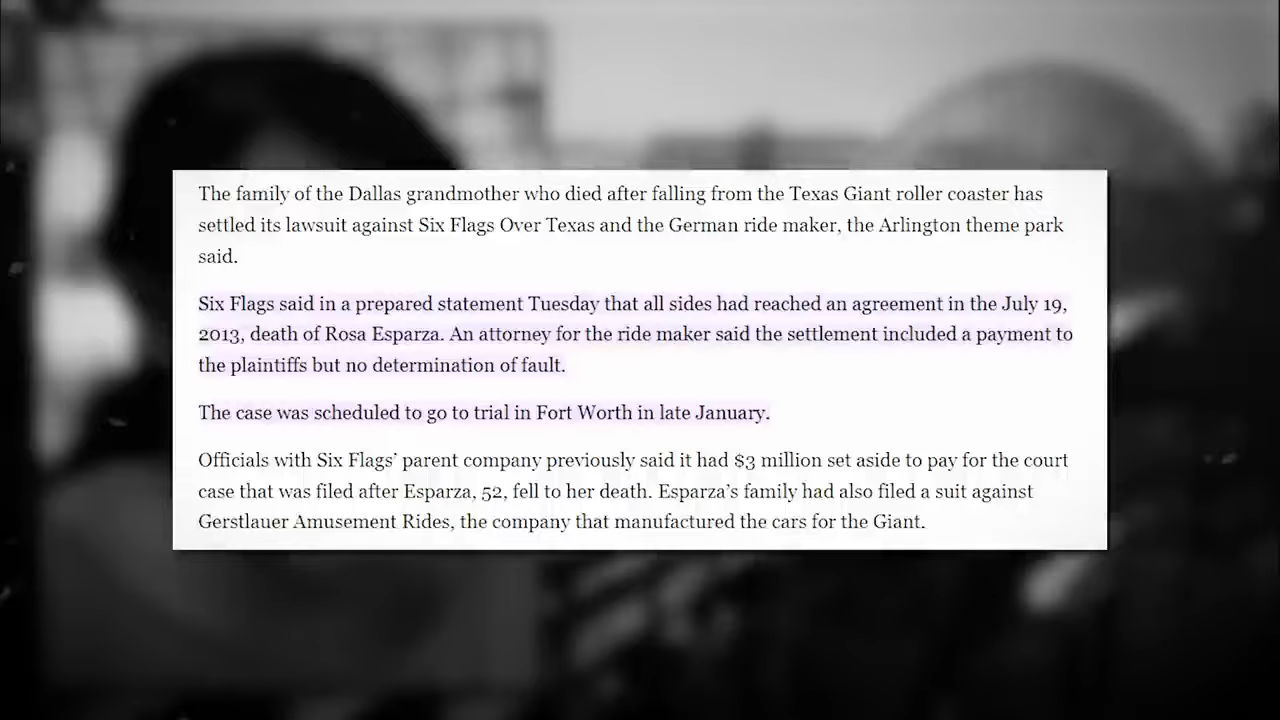 The family of the Dallas grandmother who died after falling from the Texas Giant roller coaster has
settled its lawsuit against Six Flags Over Texas and the German ride maker, the Arlington theme park
said.
Six Flags said in a prepared statement Tuesday that all sides had reached an agreement in the July 19,
2013, death of Rosa Esparza. An attorney for the ride maker said the settlement included a payment to
the plaintiffs but no determination of fault.
The case was scheduled to go to trial in Fort Worth in late January.
Officials with Six Flags’ parent company previously said it had $3 million set aside to pay for the court
case that was filed after Esparza, 52, fell to her death. Esparza’s family had also filed a suit against
Gerstlauer Amusement Rides, the company that manufactured the cars for the Giant.